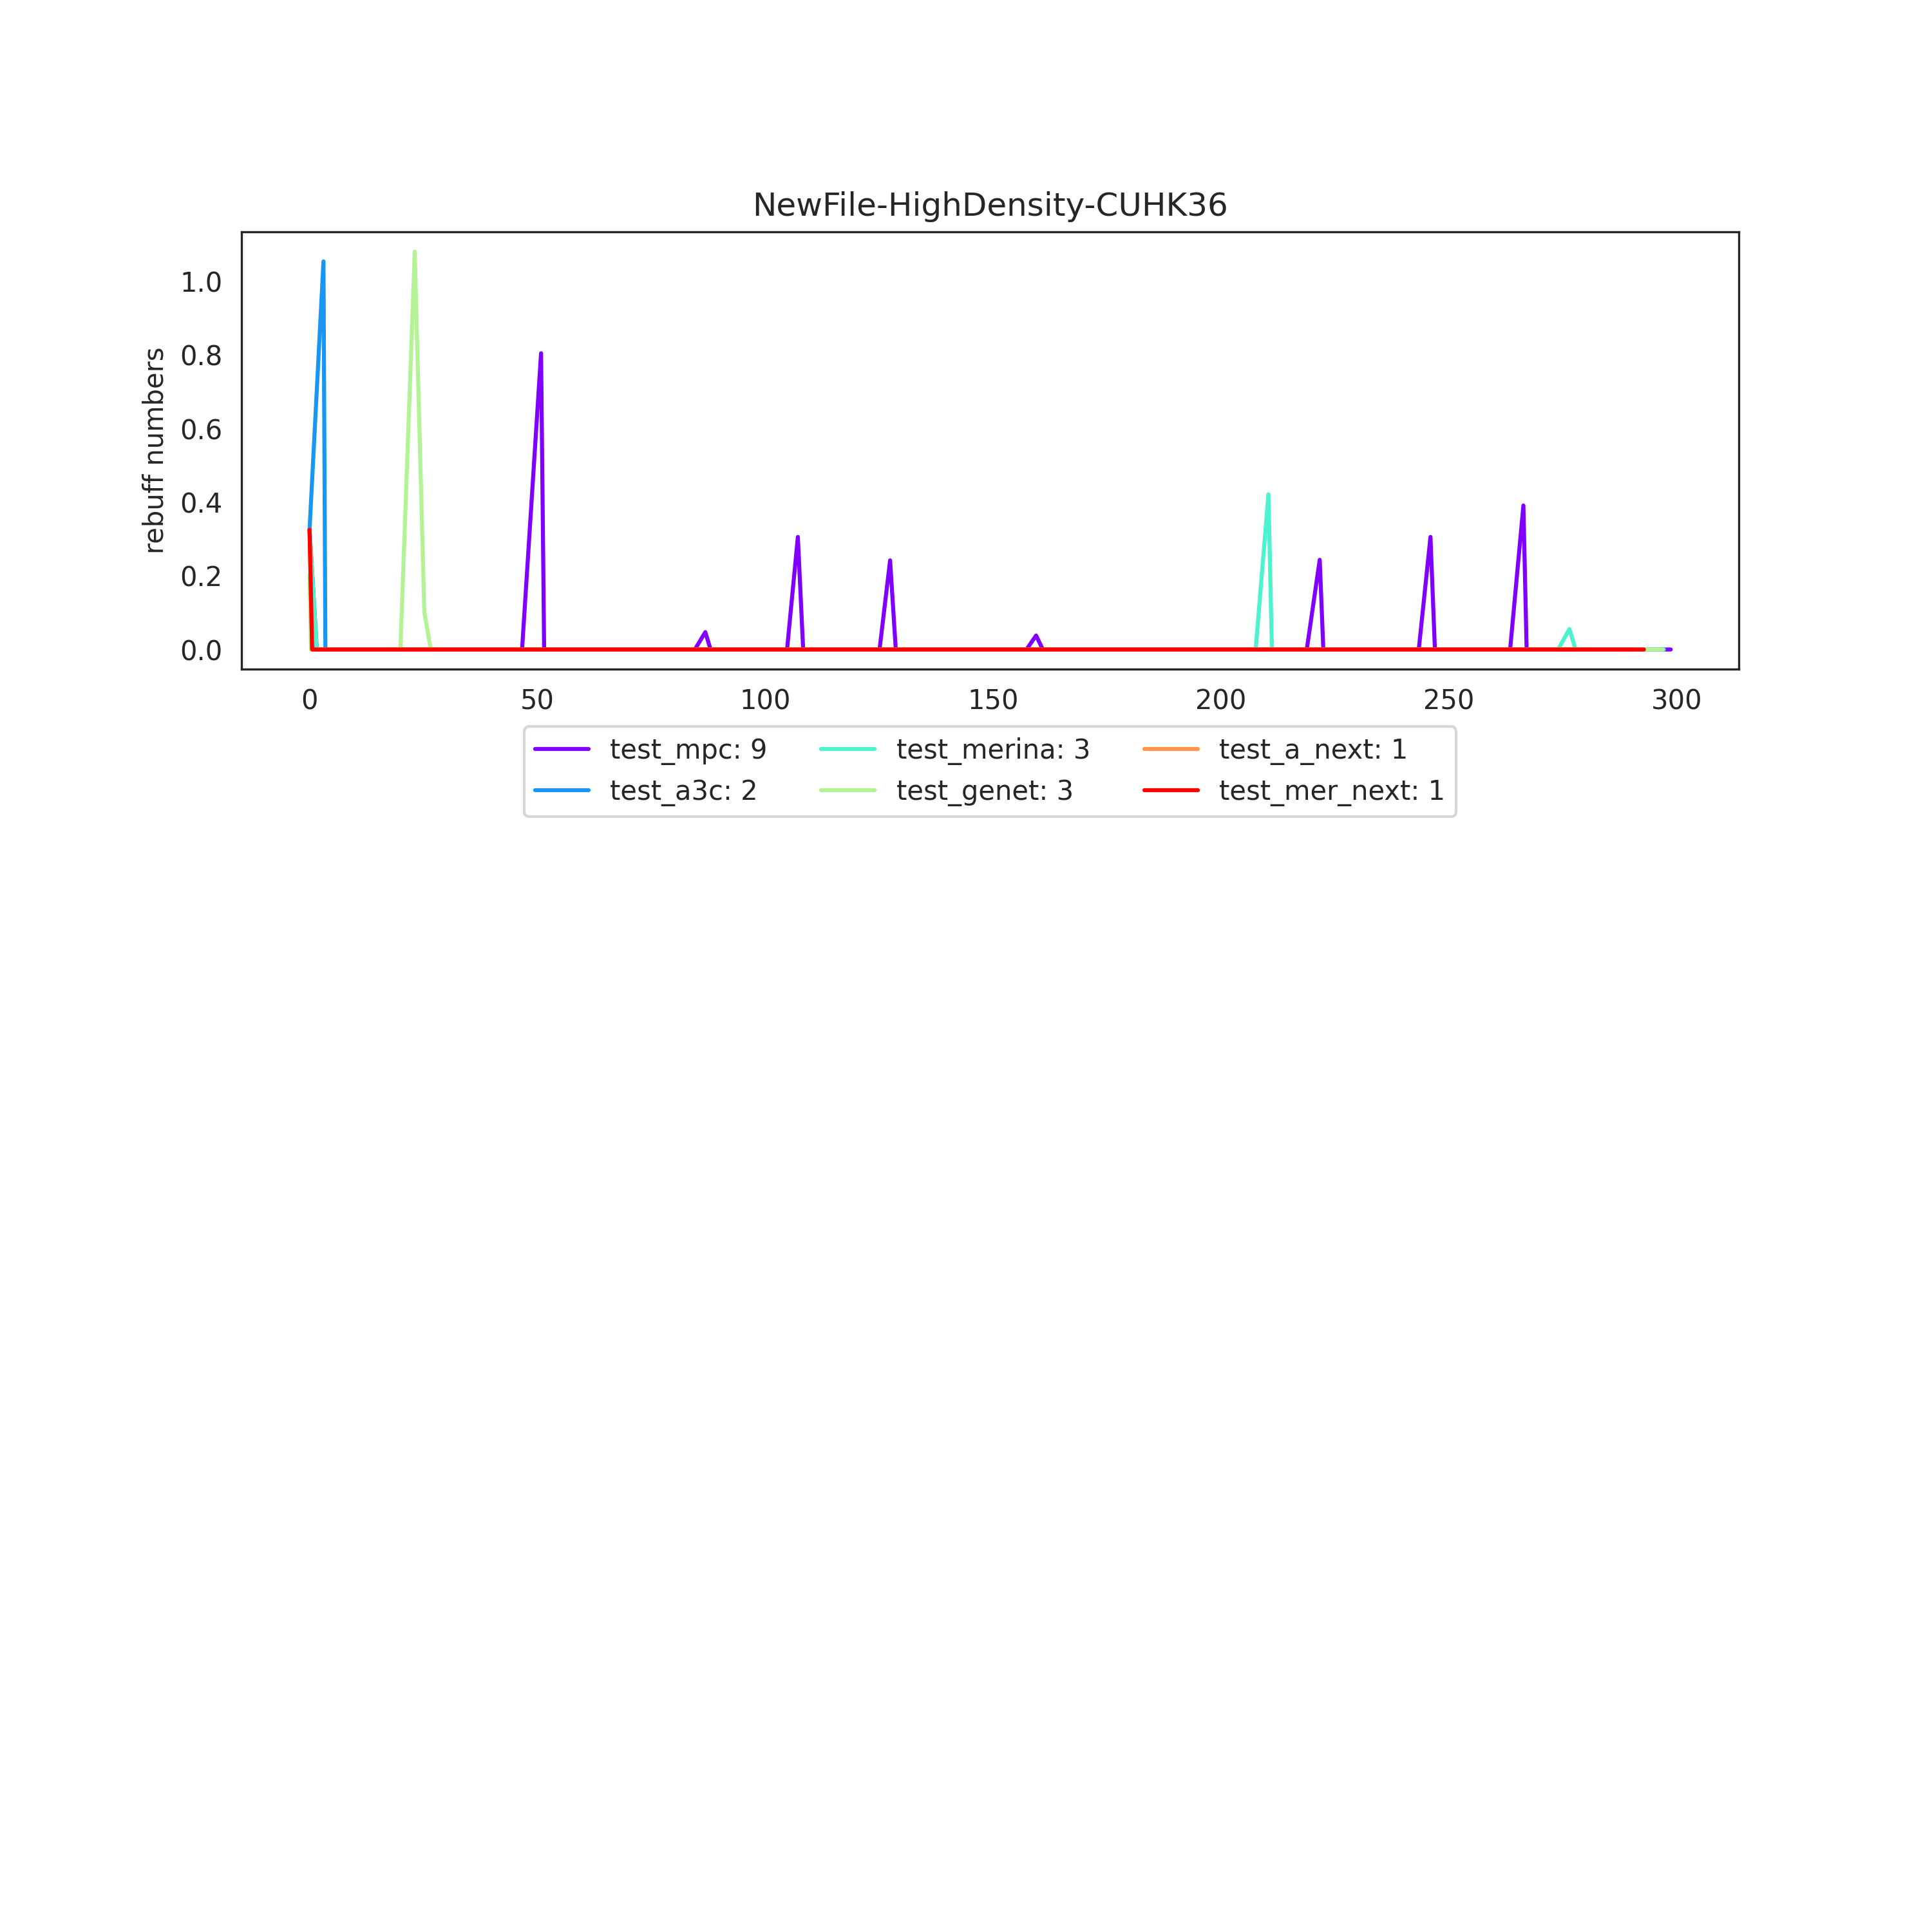 NewFile-HighDensity-CUHK36
rebuff numbers
1.0
0.8
0.6
0.4
0.2
0.0
0 50 100 150 200 250 300
test_mpc: 9 test_merina: 3 test_a_next: 1
test_a3c: 2 test_genet: 3 test_mer_next: 1